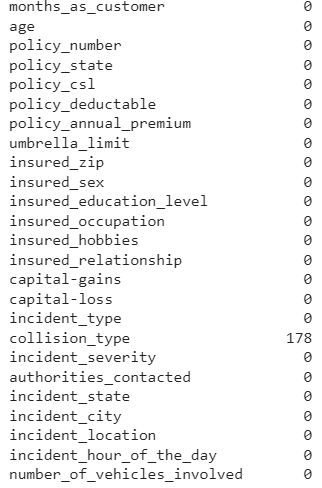 months_as_customer 0
age 0
policy_number 0
policy_state 0
policy_csl 0
policy_deductable 0
policy_annual_premium 0
umbrella_limit 0
insured_zip 0
insured_sex 0
insured_education_level 0
insured_occupation 0
insured_hobbies 0
insured_relationship 0
capital-gains 0
capital-loss 0
incident_type 0
collision_type 178
incident_severity 0
authorities_contacted 0
incident_state 0
incident_city 0
incident_location 0
incident_hour_of_the_day 0
number_of_vehicles_involved 0